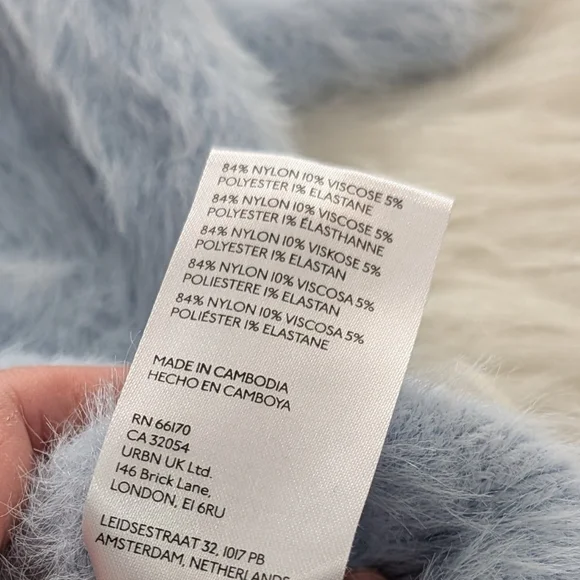 84% NYLON 10% VISCOSE 5%
POLYESTER 1% ELASTANE
84% NYLON 10% VISCOSE 5%
POLYESTER 1% ÉLASTHANNE
84% NYLON 10% VISKOSE 5%
POLYESTER 1% ELASTAN
84% NYLON 10% VISCOSA 5%
POLIESTERE 1% ELASTAN
84% NYLON 10% VISCOSA 5%
POLIÉSTER 1% ELASTANE
MADE IN CAMBODIA
HECHO EN CAMBOYA
RN 66170
CA 32054
URBN UK Ltd.
146 Brick Lane,
LONDON, E1 6RU
LEIDSESTRAAT 32, 1017 PB
AMSTERDAM, NETHERLANDS